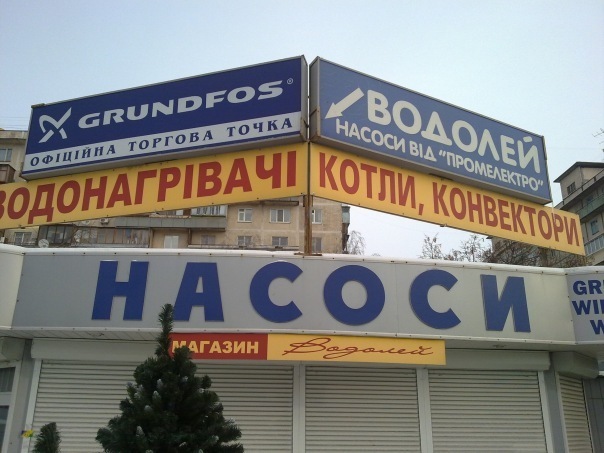 GRUNDFOS®
ОФІЦІЙНА ТОРГОВА ТОЧКА
ВОДОЛЕЙ
НАСОСИ ВІД "ПРОМЕЛЕКТРО"
ВОДОНАГРІВАЧІ
КОТЛИ, КОНВЕКТОРИ
НАСОСИ
МАГАЗИН Водолей